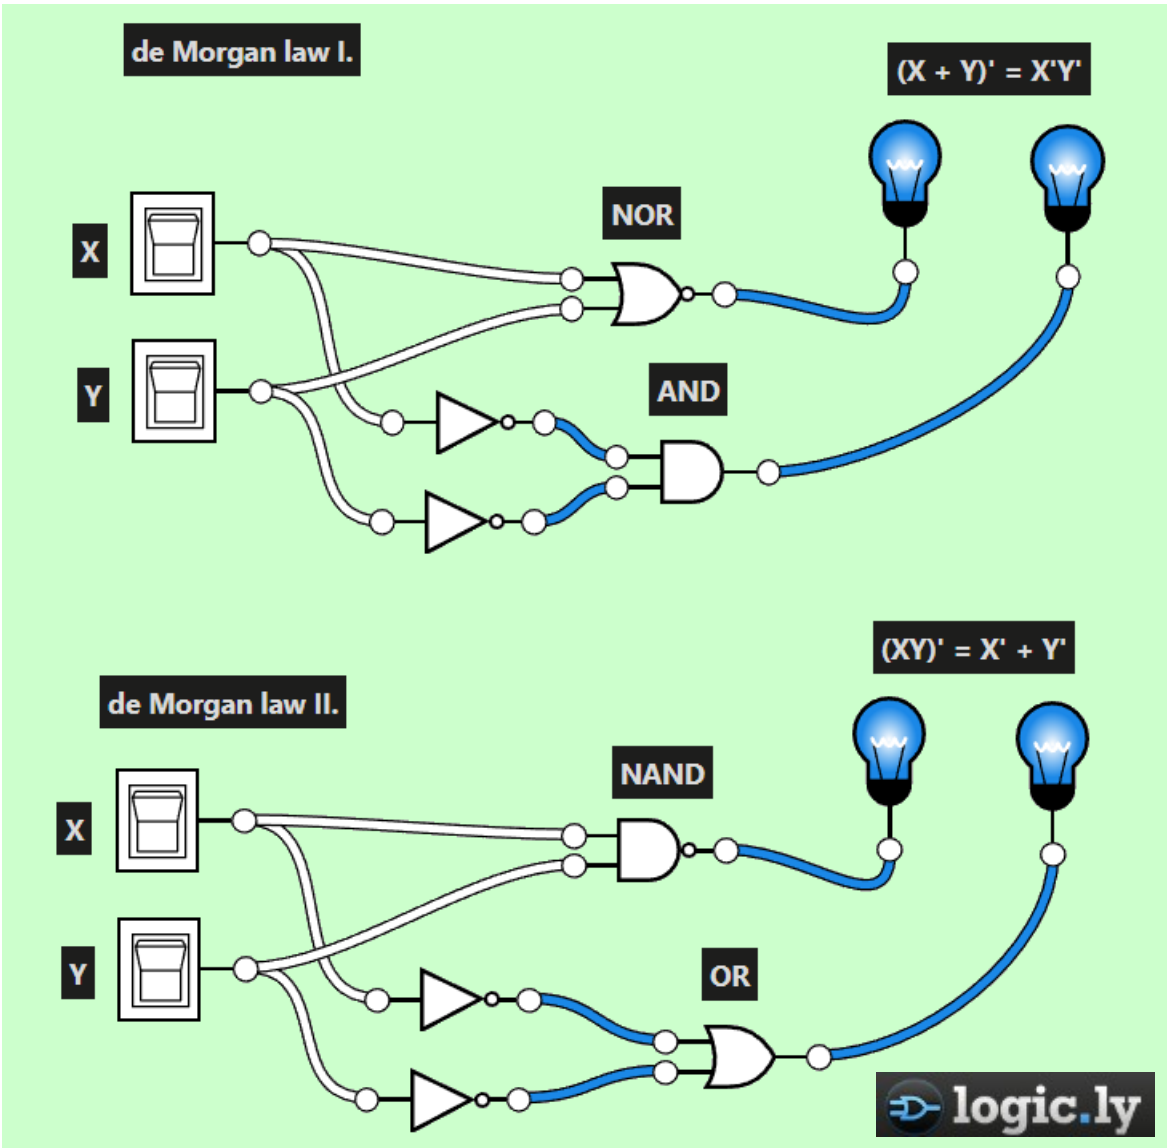 de Morgan law I.
(X + Y)' = X'Y'
NOR
X
AND
Y
(XY)' = X' + Y'
de Morgan law II.
NAND
X
OR
Y
logic.ly